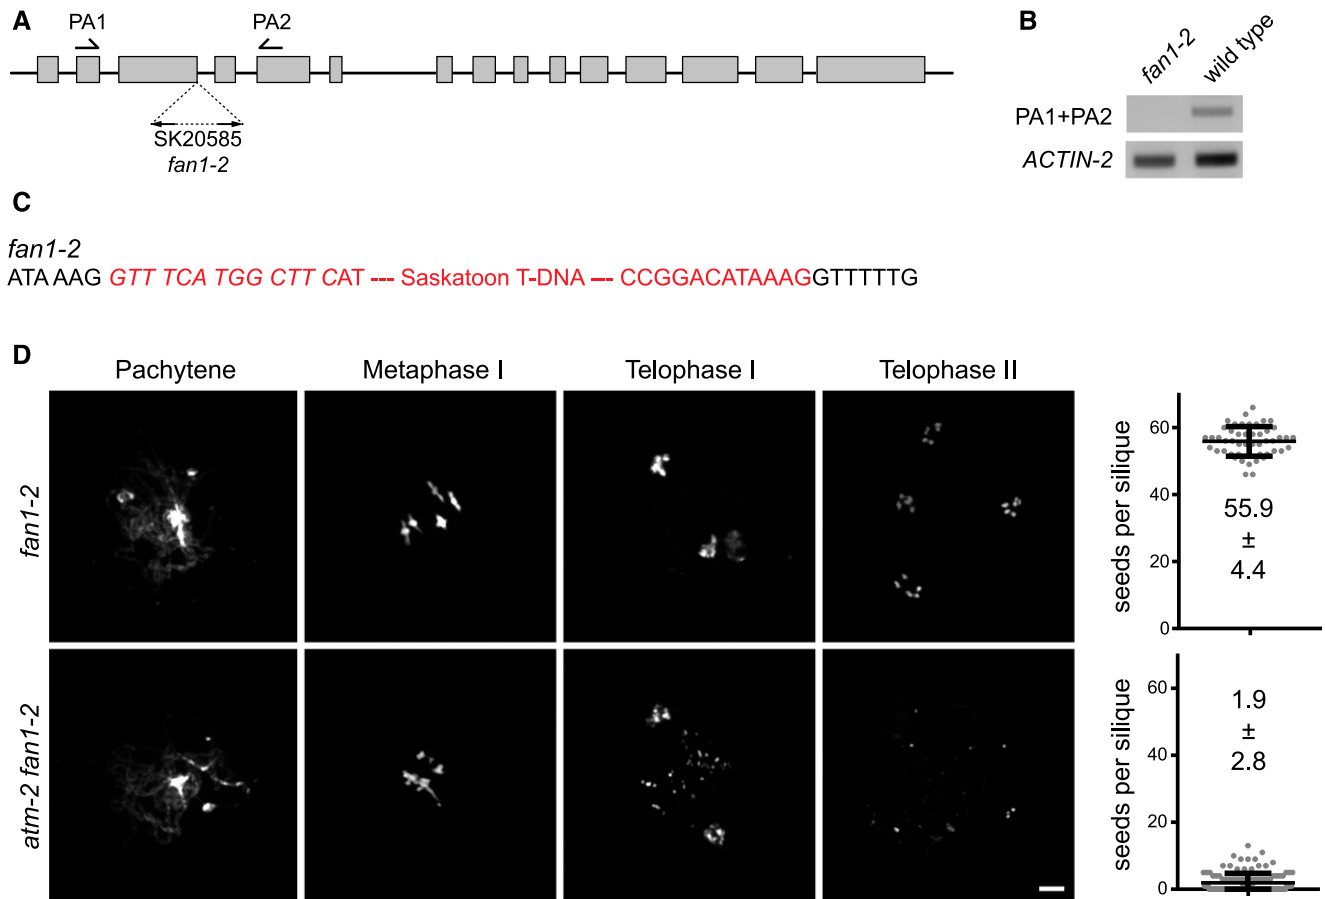 A
PA1
PA2
SK20585
fan1-2
B
fan1-2
wild type
PA1+PA2
ACTIN-2
C
fan1-2
ATA AAG GTT TCA TGG CTT CAT --- Saskatoon T-DNA --- CCGGACATAAAGGTTTTTG
D
Pachytene
Metaphase I
Telophase I
Telophase II
fan1-2
seeds per silique
60
40
20
0
55.9
±
4.4
atm-2 fan1-2
seeds per silique
60
40
20
0
1.9
±
2.8